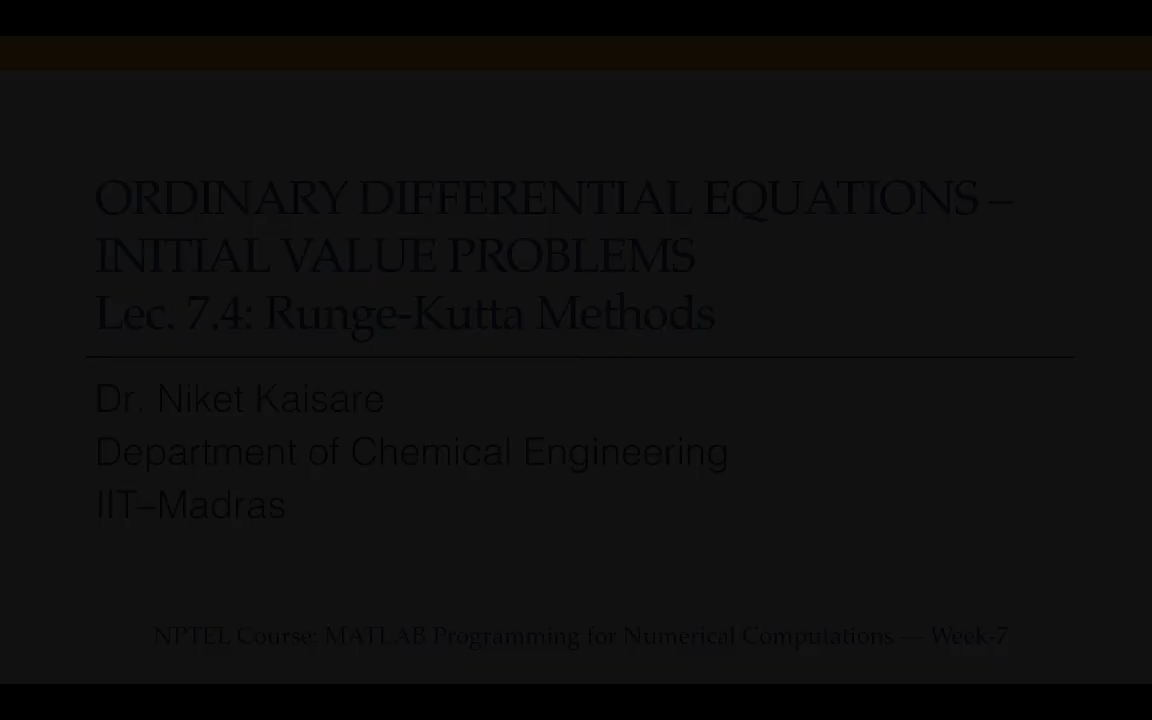 ORDINARY DIFFERENTIAL EQUATIONS –
INITIAL VALUE PROBLEMS
Lec. 7.4: Runge-Kutta Methods
Dr. Niket Kaisare
Department of Chemical Engineering
IIT–Madras
NPTEL Course: MATLAB Programming for Numerical Computations — Week-7